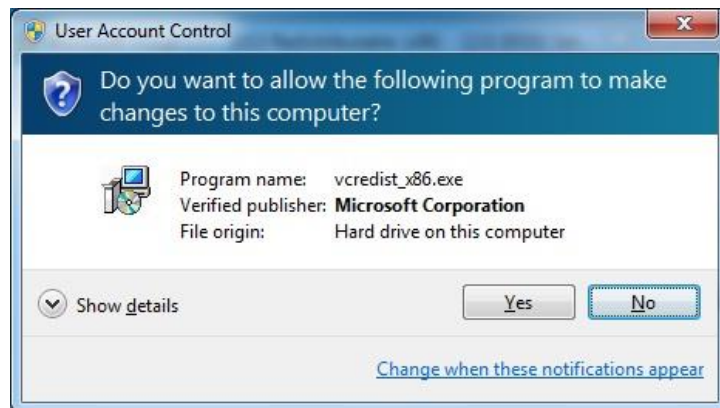 User Account Control
Do you want to allow the following program to make
changes to this computer?
Program name: vcredist_x86.exe
Verified publisher: Microsoft Corporation
File origin: Hard drive on this computer
Show details
Yes
No
Change when these notifications appear